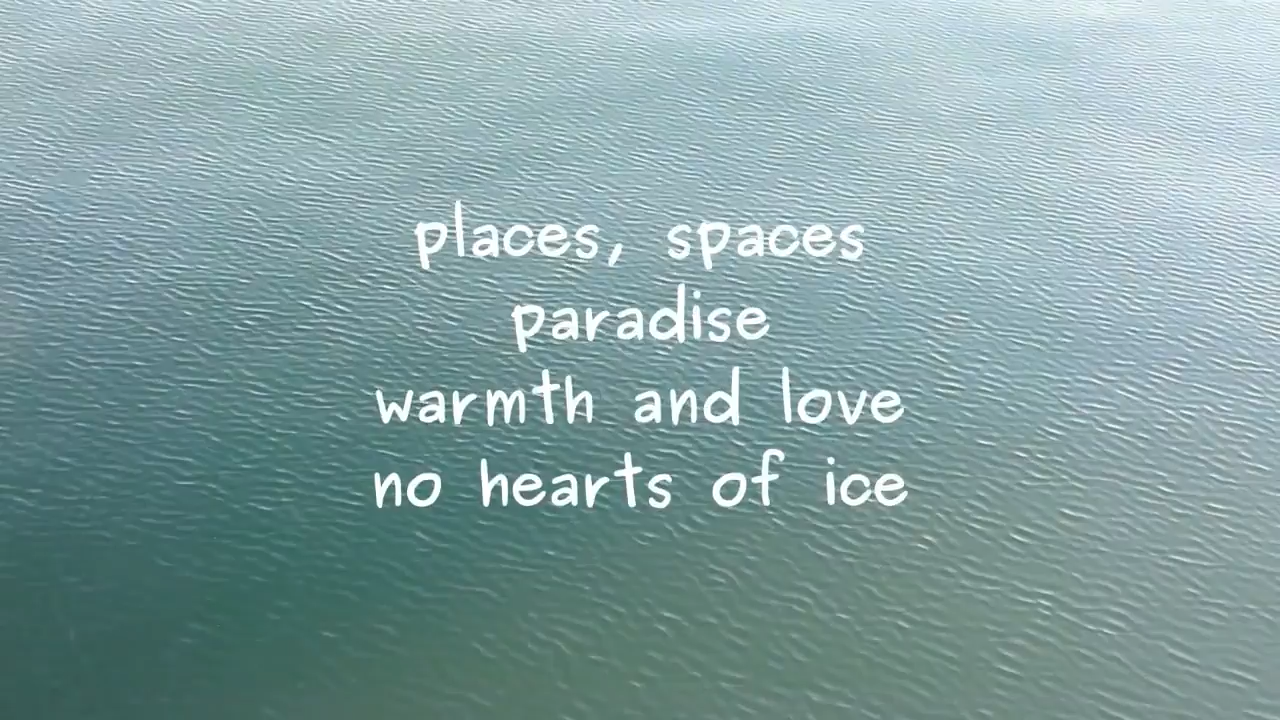 places, spaces
paradise
warmth and love
no hearts of ice